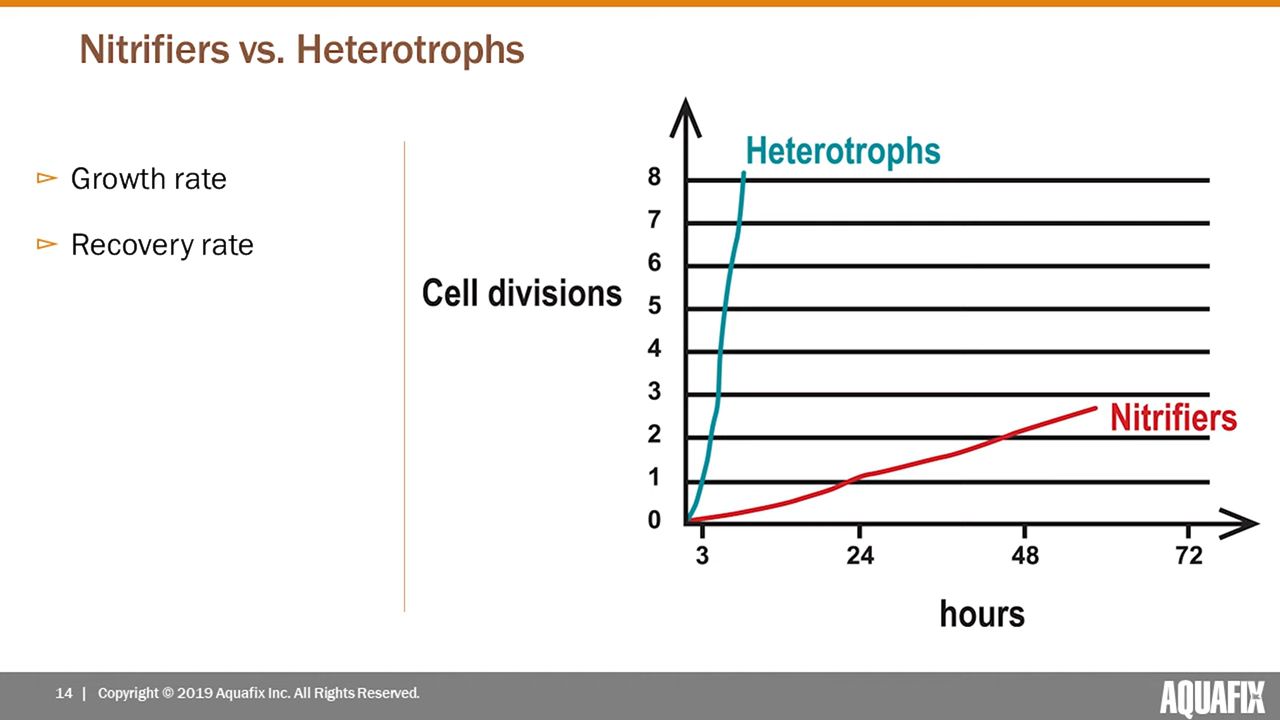 Nitrifiers vs. Heterotrophs
Growth rate
Recovery rate
Cell divisions
Heterotrophs
8
7
6
5
4
3
2
1
0
Nitrifiers
3 24 48 72
hours
14 | Copyright © 2019 Aquafix Inc. All Rights Reserved.
AQUAFIX